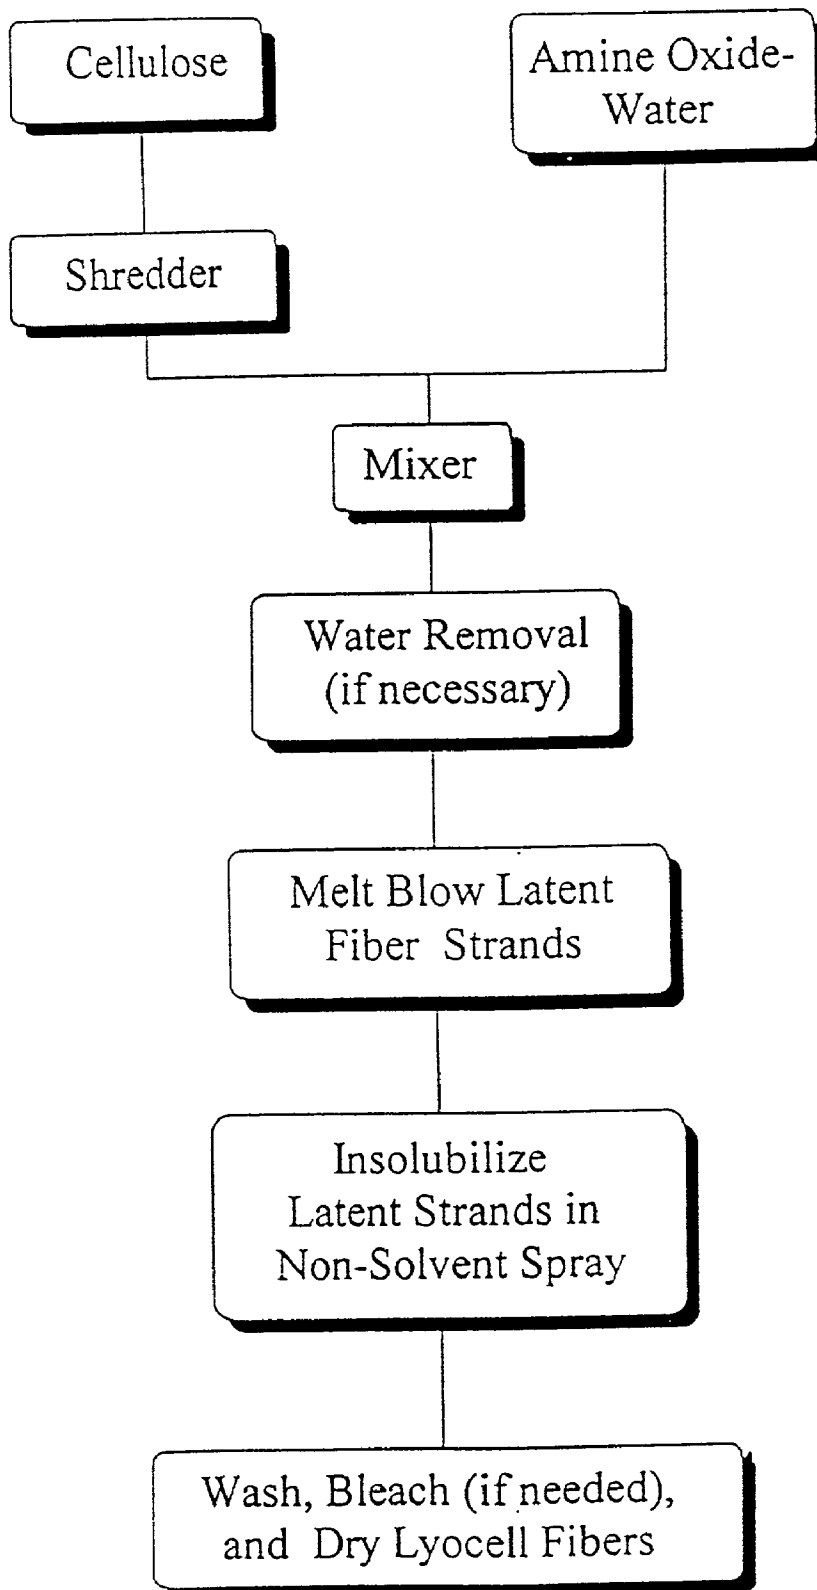 Cellulose
Amine Oxide-
Water
Shredder
Mixer
Water Removal
(if necessary)
Melt Blow Latent
Fiber Strands
Insolubilize
Latent Strands in
Non-Solvent Spray
Wash, Bleach (if needed),
and Dry Lyocell Fibers